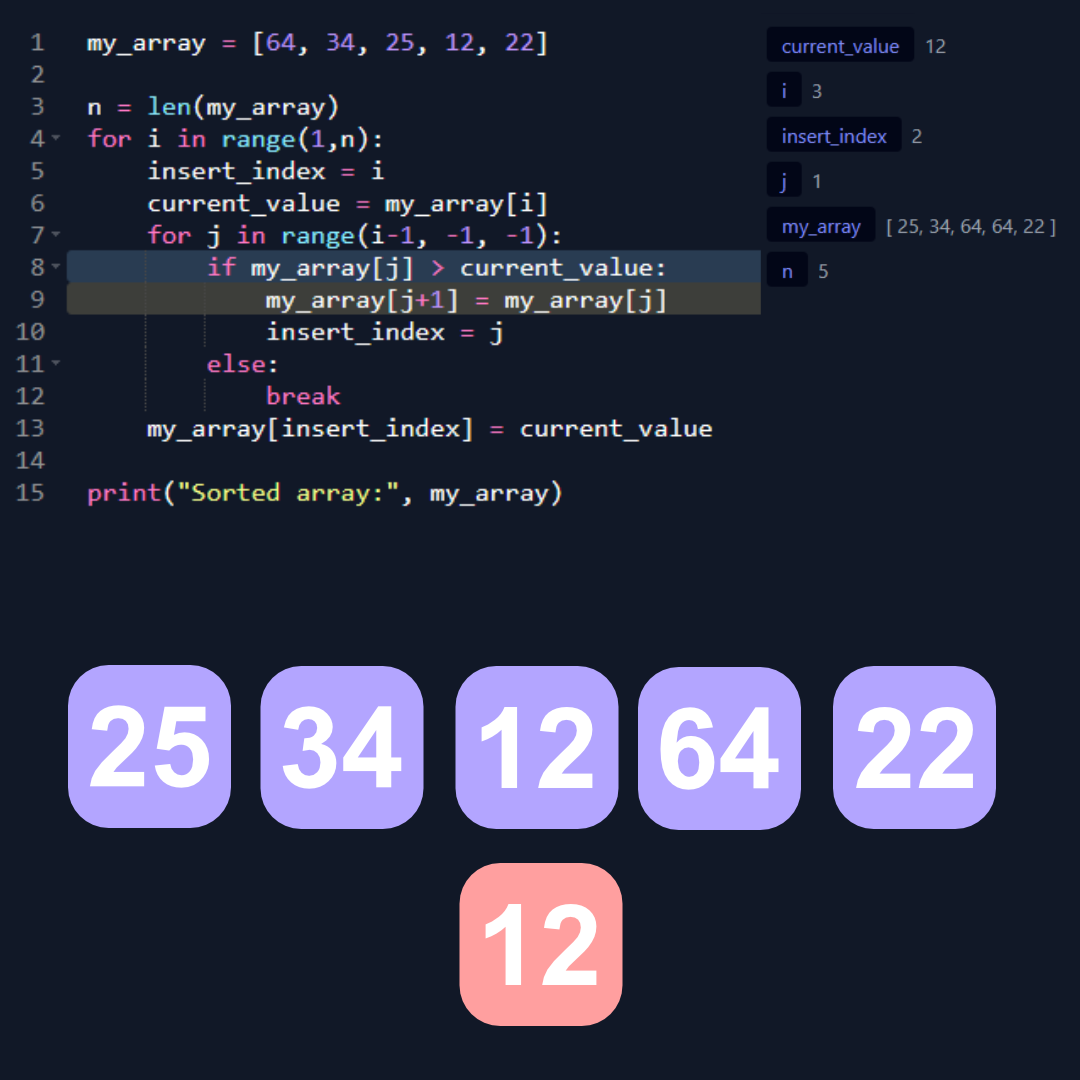 1 my_array = [64, 34, 25, 12, 22]
2
3 n = len(my_array)
4 for i in range(1,n):
5 insert_index = i
6 current_value = my_array[i]
7 for j in range(i-1, -1, -1):
8 if my_array[j] > current_value:
9 my_array[j+1] = my_array[j]
10 insert_index = j
11 else:
12 break
13 my_array[insert_index] = current_value
14
15 print("Sorted array:", my_array)
current_value 12
i 3
insert_index 2
j 1
my_array [ 25, 34, 64, 64, 22 ]
n 5
25 34 12 64 22
12